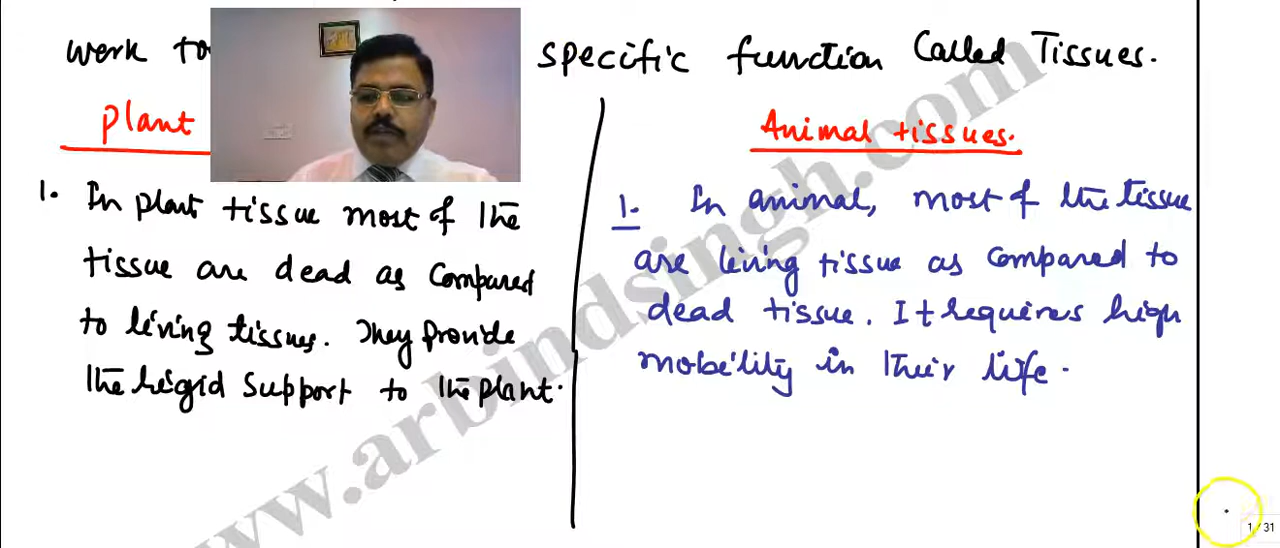 work to specific function Called Tissues.
Plant
1. In plant tissue most of the
tissue are dead as compared
to living tissues. They provide
the rigid support to the plant.
Animal tissues.
1. In animal, most of the tissue
are living tissue as compared to
dead tissue. It requires high
mobility in their life.
www.arbindsingh.com
1 / 31